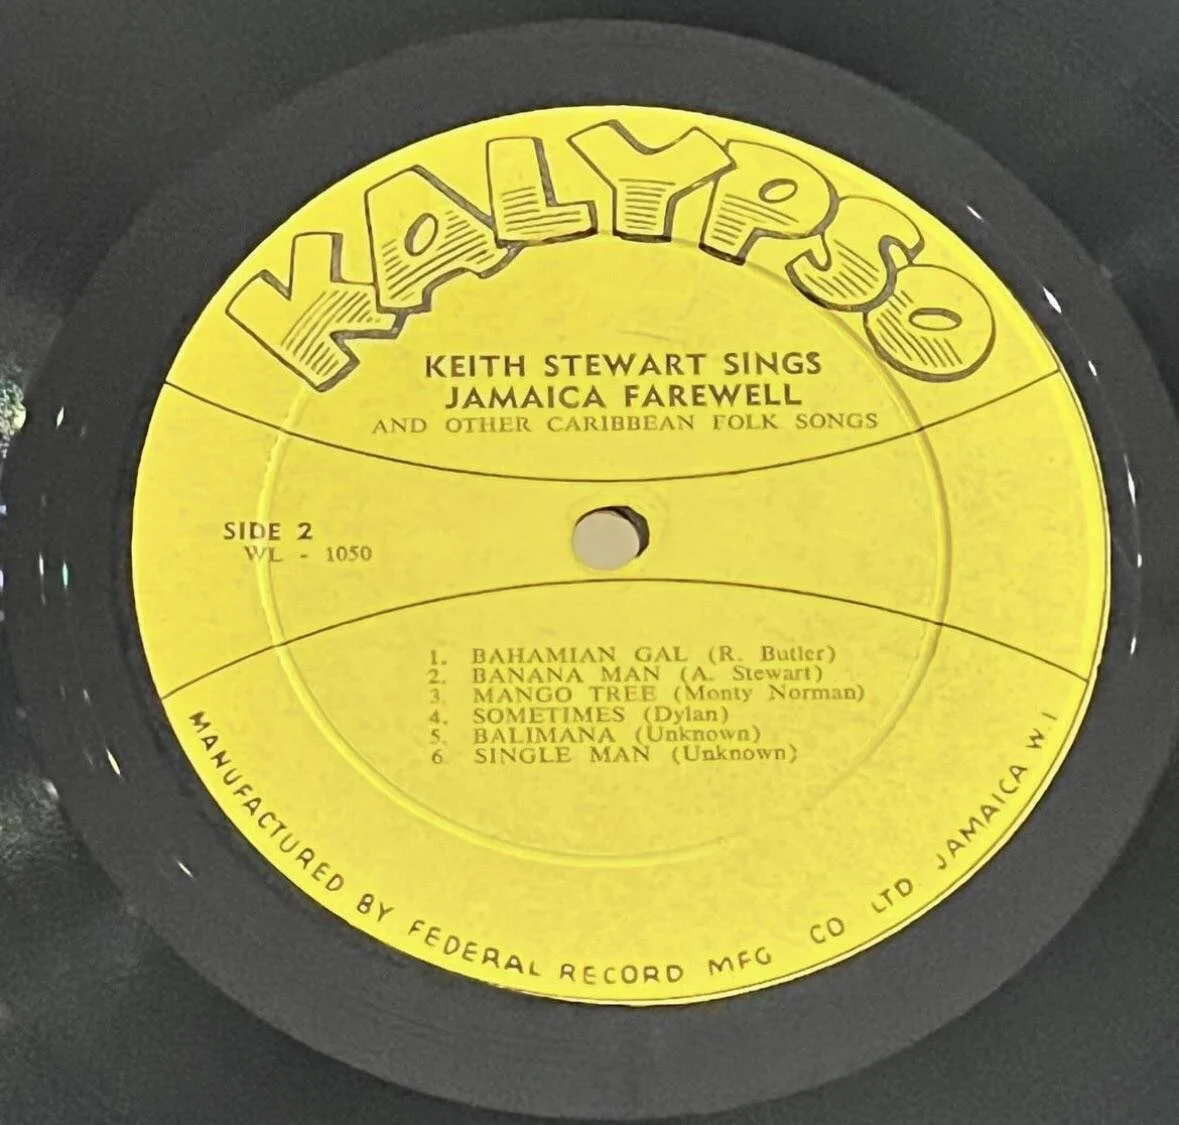 KALYPSO
KEITH STEWART SINGS
JAMAICA FAREWELL
AND OTHER CARIBBEAN FOLK SONGS
SIDE 2
WL - 1050
1. BAHAMIAN GAL (R. Butler)
2. BANANA MAN (A. Stewart)
3. MANGO TREE (Monty Norman)
4. SOMETIMES (Dylan)
5. BALIMANA (Unknown)
6. SINGLE MAN (Unknown)
MANUFACTURED BY FEDERAL RECORD MFG CO LTD JAMAICA W.I